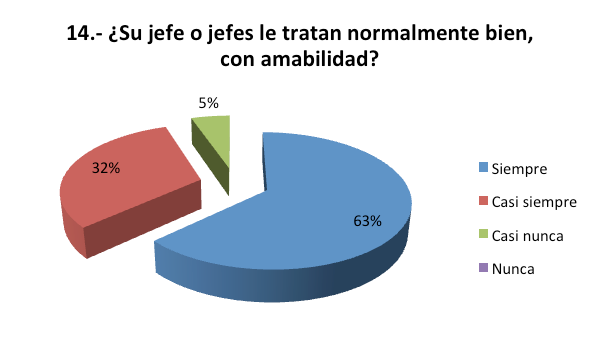 14.- ¿Su jefe o jefes le tratan normalmente bien,
con amabilidad?
5%
32%
63%
Siempre
Casi siempre
Casi nunca
Nunca